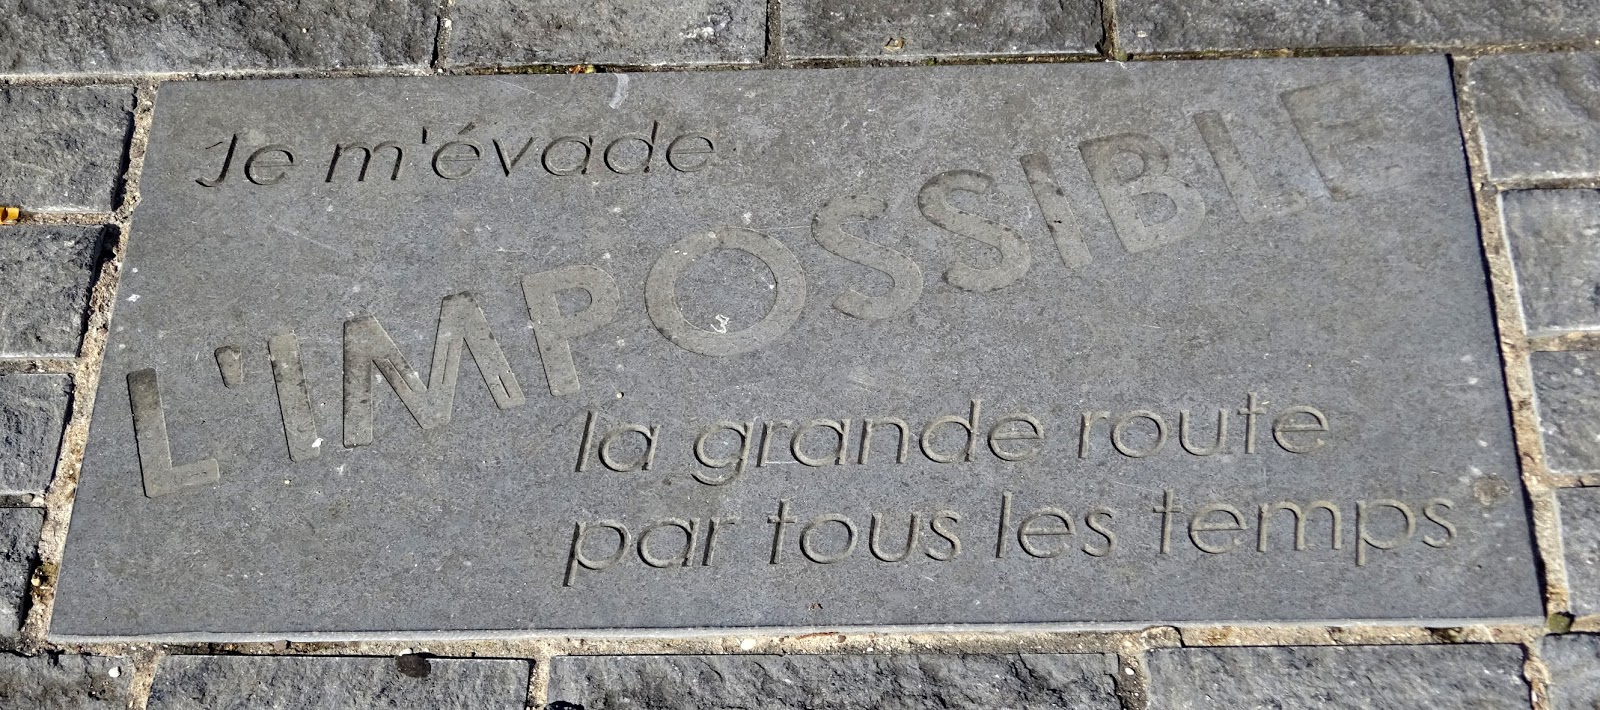 Je m'évade
L'IMPOSSIBLE
la grande route
par tous les temps